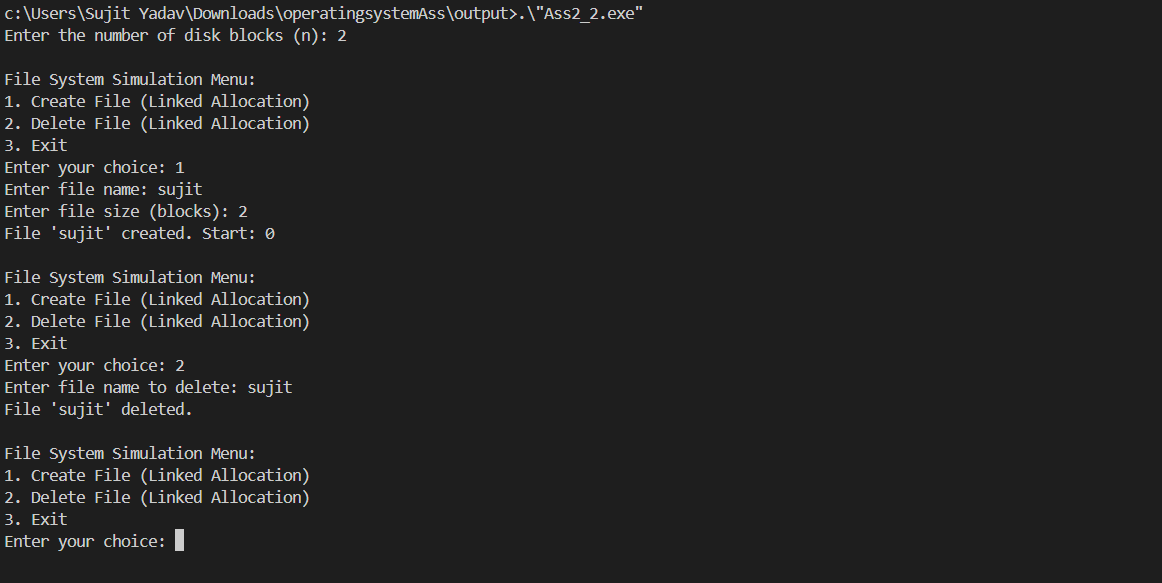 c:\Users\Sujit Yadav\Downloads\operatingsystemAss\output>.\"Ass2_2.exe"
Enter the number of disk blocks (n): 2
File System Simulation Menu:
1. Create File (Linked Allocation)
2. Delete File (Linked Allocation)
3. Exit
Enter your choice: 1
Enter file name: sujit
Enter file size (blocks): 2
File 'sujit' created. Start: 0
File System Simulation Menu:
1. Create File (Linked Allocation)
2. Delete File (Linked Allocation)
3. Exit
Enter your choice: 2
Enter file name to delete: sujit
File 'sujit' deleted.
File System Simulation Menu:
1. Create File (Linked Allocation)
2. Delete File (Linked Allocation)
3. Exit
Enter your choice: